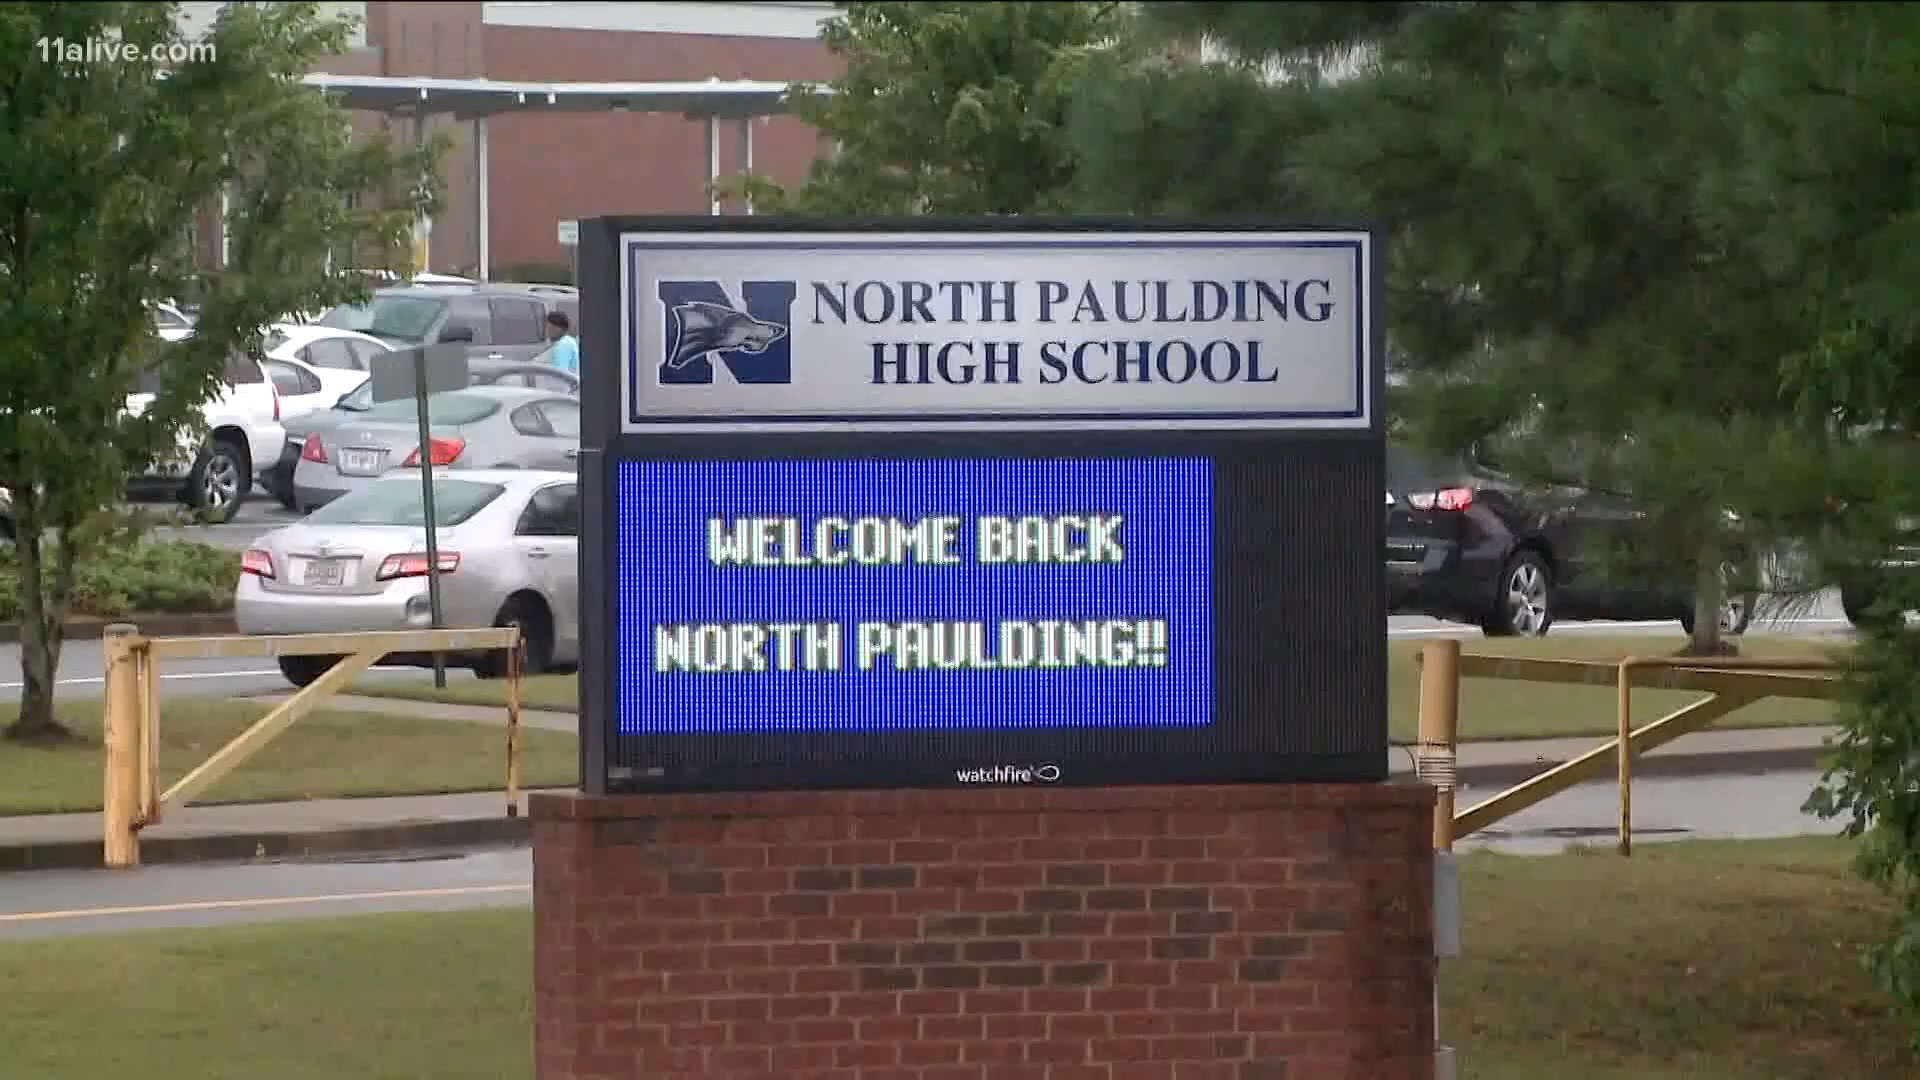 11alive.com
NORTH PAULDING
HIGH SCHOOL
WELCOME BACK
NORTH PAULDING!!
watchfire